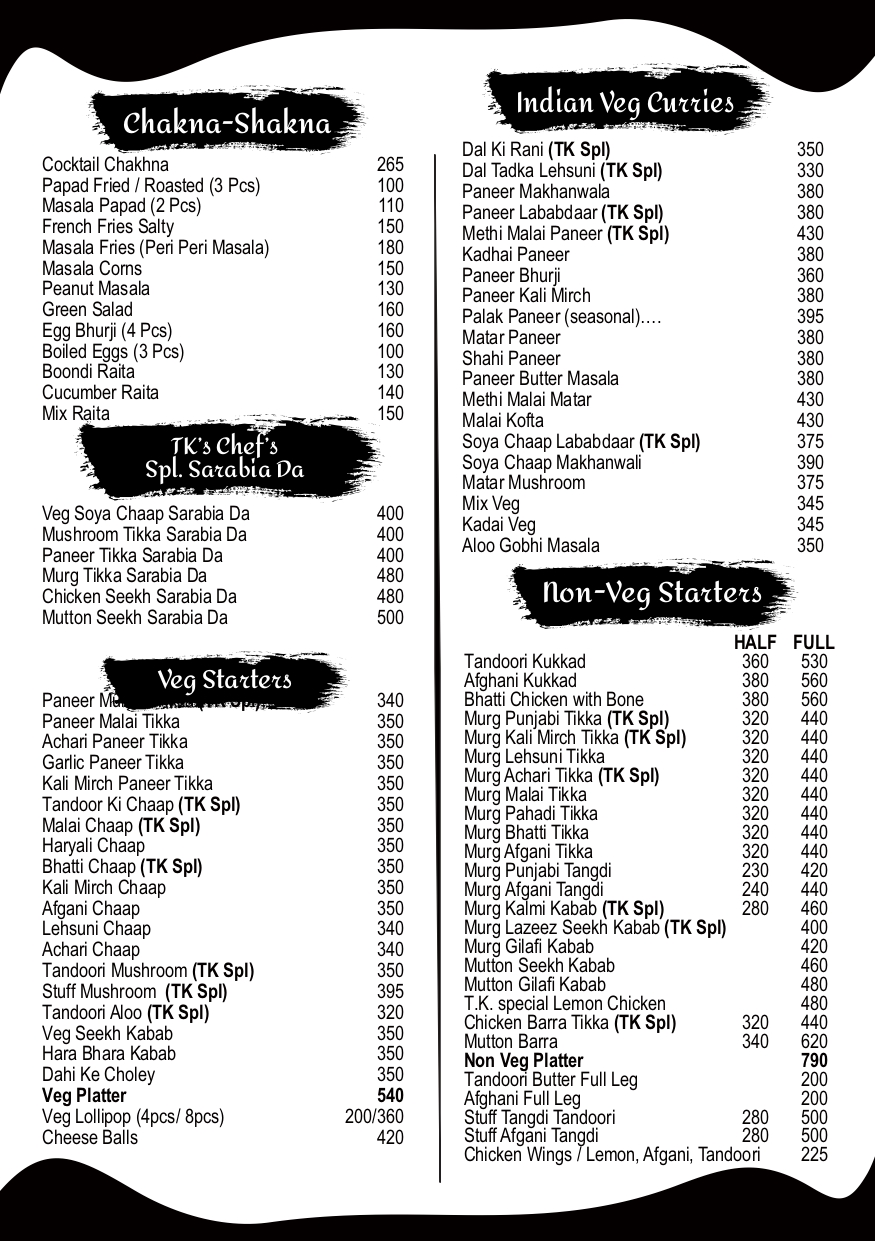 Chakna-Shakna
Cocktail Chakhna 265
Papad Fried / Roasted (3 Pcs) 100
Masala Papad (2 Pcs) 110
French Fries Salty 150
Masala Fries (Peri Peri Masala) 180
Masala Corns 150
Peanut Masala 130
Green Salad 160
Egg Bhurji (4 Pcs) 160
Boiled Eggs (3 Pcs) 100
Boondi Raita 130
Cucumber Raita 140
Mix Raita 150
TK's Chef's
Spl. Sarabia Da
Veg Soya Chaap Sarabia Da 400
Mushroom Tikka Sarabia Da 400
Paneer Tikka Sarabia Da 400
Murg Tikka Sarabia Da 480
Chicken Seekh Sarabia Da 480
Mutton Seekh Sarabia Da 500
Veg Starters
Paneer (TK Spl) 340
Paneer Malai Tikka 350
Achari Paneer Tikka 350
Garlic Paneer Tikka 350
Kali Mirch Paneer Tikka 350
Tandoor Ki Chaap (TK Spl) 350
Malai Chaap (TK Spl) 350
Haryali Chaap 350
Bhatti Chaap (TK Spl) 350
Kali Mirch Chaap 350
Afgani Chaap 350
Lehsuni Chaap 340
Achari Chaap 340
Tandoori Mushroom (TK Spl) 350
Stuff Mushroom (TK Spl) 395
Tandoori Aloo (TK Spl) 320
Veg Seekh Kabab 350
Hara Bhara Kabab 350
Dahi Ke Choley 350
Veg Platter 540
Veg Lollipop (4pcs/ 8pcs) 200/360
Cheese Balls 420
Indian Veg Curries
Dal Ki Rani (TK Spl) 350
Dal Tadka Lehsuni (TK Spl) 330
Paneer Makhanwala 380
Paneer Lababdaar (TK Spl) 380
Methi Malai Paneer (TK Spl) 430
Kadhai Paneer 380
Paneer Bhurji 360
Paneer Kali Mirch 380
Palak Paneer (seasonal).... 395
Matar Paneer 380
Shahi Paneer 380
Paneer Butter Masala 380
Methi Malai Matar 430
Malai Kofta 430
Soya Chaap Lababdaar (TK Spl) 375
Soya Chaap Makhanwali 390
Matar Mushroom 375
Mix Veg 345
Kadai Veg 345
Aloo Gobhi Masala 350
Non-Veg Starters
HALF FULL
Tandoori Kukkad 360 530
Afghani Kukkad 380 560
Bhatti Chicken with Bone 380 560
Murg Punjabi Tikka (TK Spl) 320 440
Murg Kali Mirch Tikka (TK Spl) 320 440
Murg Lehsuni Tikka 320 440
Murg Achari Tikka (TK Spl) 320 440
Murg Malai Tikka 320 440
Murg Pahadi Tikka 320 440
Murg Bhatti Tikka 320 440
Murg Afgani Tikka 320 440
Murg Punjabi Tangdi 230 420
Murg Afgani Tangdi 240 440
Murg Kalmi Kabab (TK Spl) 280 460
Murg Lazeez Seekh Kabab (TK Spl) 400
Murg Gilafi Kabab 420
Mutton Seekh Kabab 460
Mutton Gilafi Kabab 480
T.K. special Lemon Chicken 480
Chicken Barra Tikka (TK Spl) 320 440
Mutton Barra 340 620
Non Veg Platter 790
Tandoori Butter Full Leg 200
Afghani Full Leg 200
Stuff Tangdi Tandoori 280 500
Stuff Afgani Tangdi 280 500
Chicken Wings / Lemon, Afgani, Tandoori 225